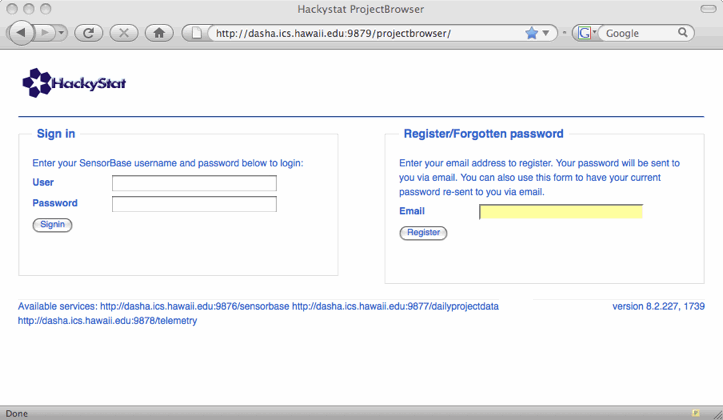 Hackystat ProjectBrowser
http://dasha.ics.hawaii.edu:9879/projectbrowser/
G
Google
HackyStat
Sign in
Enter your SensorBase username and password below to login:
User
Password
Signin
Register/Forgotten password
Enter your email address to register. Your password will be sent to
you via email. You can also use this form to have your current
password re-sent to you via email.
Email
Register
Available services: http://dasha.ics.hawaii.edu:9876/sensorbase http://dasha.ics.hawaii.edu:9877/dailyprojectdata
http://dasha.ics.hawaii.edu:9878/telemetry
version 8.2.227, 1739
Done